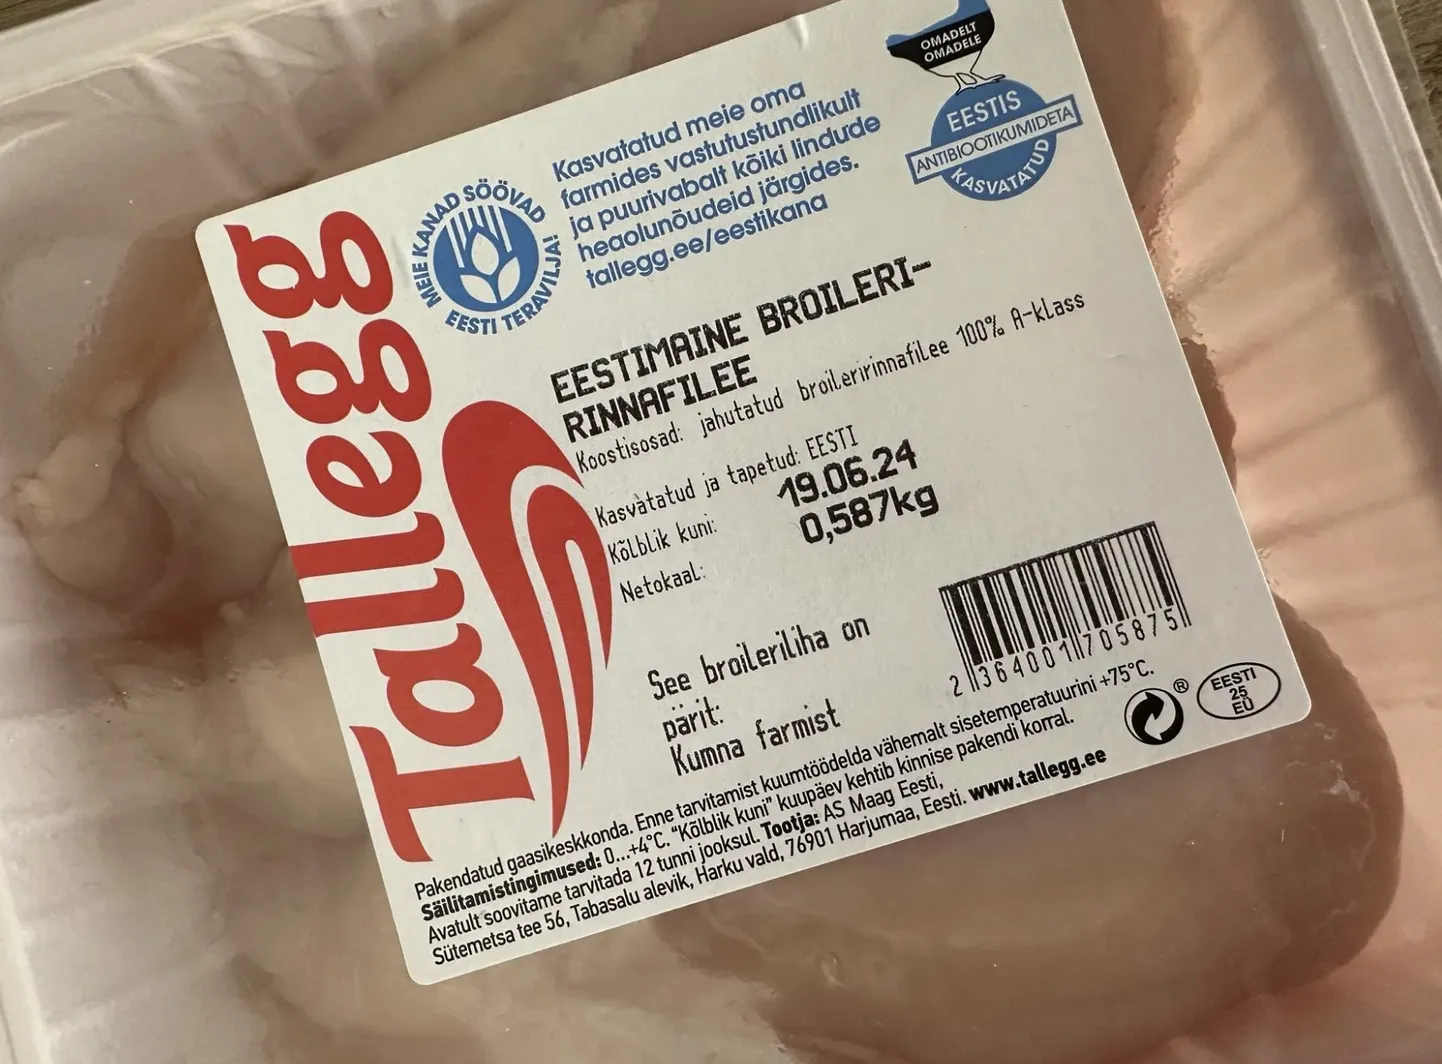 Tallegg
MEIE KANAD SÖÖVAD
EESTI TERAVILJA!
Kasvatatud meie oma
farmides vastutustundlikult
ja puurivabalt kõiki lindude
heaolunõudeid järgides.
tallegg.ee/eestikana
OMADELT
OMADELE
EESTIS
ANTIBIOOTIKUMIDETA
KASVATATUD
EESTIMAINE BROILERI-
RINNAFILEE
Koostisosad: jahutatud broileririnnafilee 100% A-klass
Kasvatatud ja tapetud: EESTI
Kõlblik kuni: 19.06.24
Netokaal: 0,587kg
See broileriliha on
pärit:
Kumna farmist
2 364001 705875
Pakendatud gaasikeskkonda. Enne tarvitamist kuumtöödelda vähemalt sisetemperatuurini +75°C.
Säilitamistingimused: 0...+4°C. "Kõlblik kuni" kuupäev kehtib kinnise pakendi korral.
Avatult soovitame tarvitada 12 tunni jooksul. Tootja: AS Maag Eesti,
Sütemetsa tee 56, Tabasalu alevik, Harku vald, 76901 Harjumaa, Eesti. www.tallegg.ee
®
EESTI
25
EÜ